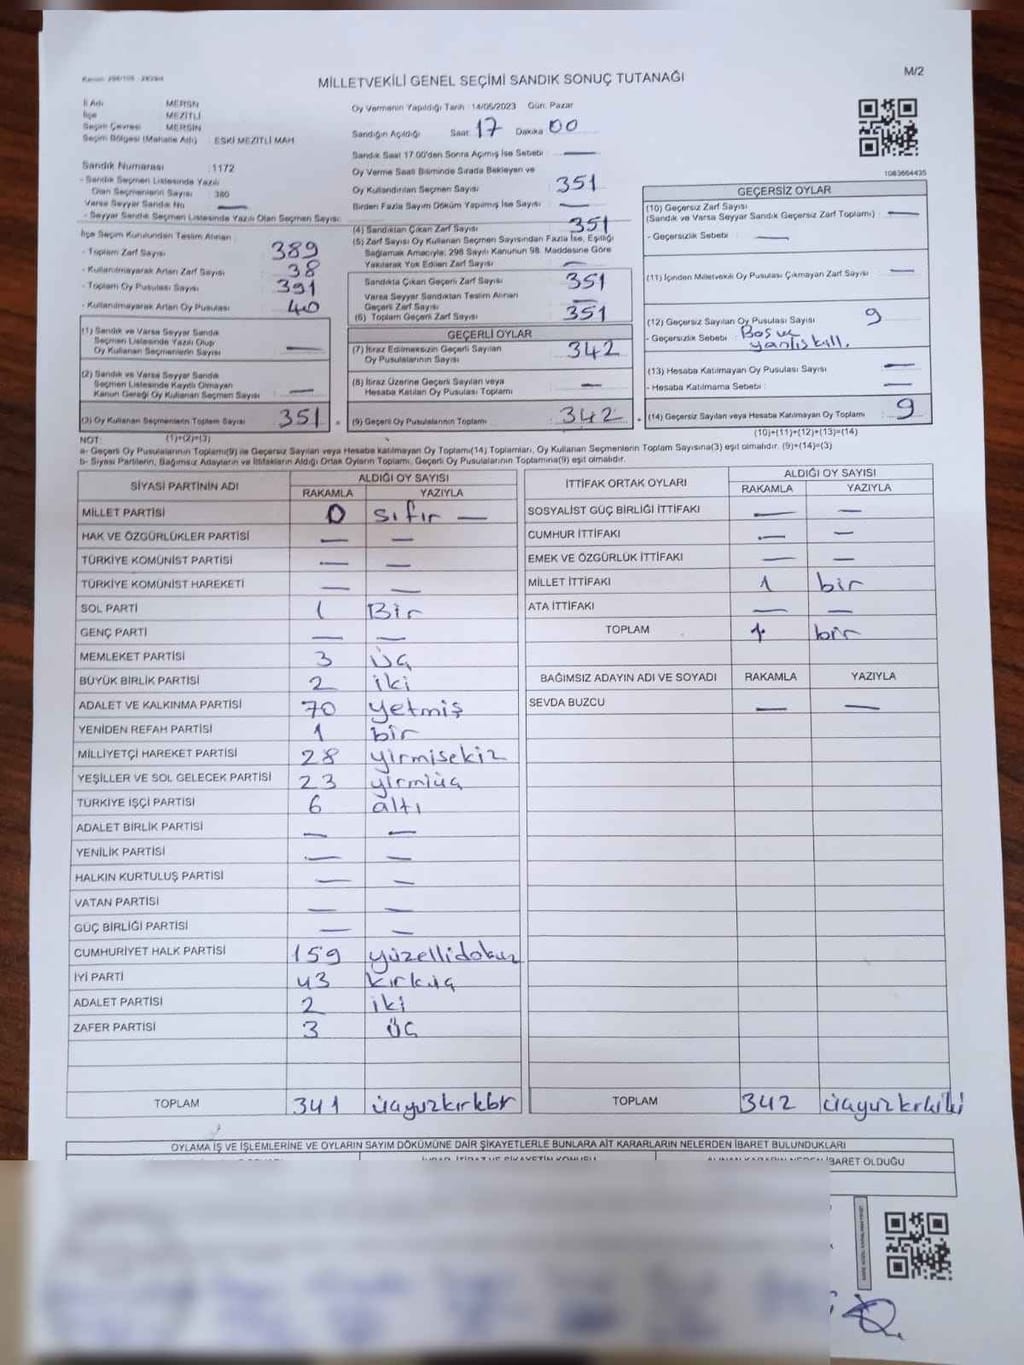 MİLLETVEKİLİ GENEL SEÇİMİ SANDIK SONUÇ TUTANAĞI
M/2
İl Adı MERSİN
İlçe MEZİTLİ
Seçim Çevresi MERSİN
Seçim Bölgesi (Mahalle Adı) ESKİ MEZİTLİ MAH
Sandık Numarası : 1172
- Sandık Seçmen Listesinde Yazılı
Olan Seçmenlerin Sayısı 380
Varsa Seyyar Sandık No —
- Seyyar Sandık Seçmen Listesinde Yazılı Olan Seçmen Sayısı:
İlçe Seçim Kurulundan Teslim Alınan:
- Toplam Zarf Sayısı 389
- Kullanılmayarak Artan Zarf Sayısı 38
- Toplam Oy Pusulası Sayısı 391
- Kullanılmayarak Artan Oy Pusulası 40
(1) Sandık ve Varsa Seyyar Sandık
Seçmen Listesinde Yazılı Olup
Oy Kullanan Seçmenlerin Sayısı —
(2) Sandık ve Varsa Seyyar Sandık
Seçmen Listesinde Kayıtlı Olmayan
Kanun Gereği Oy Kullanan Seçmen Sayısı —
(3) Oy Kullanan Seçmenlerin Toplam Sayısı 351
(1)+(2)=(3)
Oy Vermenin Yapıldığı Tarih : 14/05/2023 Gün: Pazar
Sandığın Açıldığı Saat 17 Dakika 00
Sandık Saat 17.00'den Sonra Açılmış İse Sebebi : —
Oy Verme Saati Bitiminde Sırada Bekleyen ve
Oy Kullandırılan Seçmen Sayısı 351
Birden Fazla Sayım Döküm Yapılmış İse Sayısı : —
(4) Sandıktan Çıkan Zarf Sayısı 351
(5) Zarf Sayısı Oy Kullanan Seçmen Sayısından Fazla İse, Eşitliği
Sağlamak Amacıyla; 298 Sayılı Kanunun 98. Maddesine Göre
Yakılarak Yok Edilen Zarf Sayısı —
Sandıkta Çıkan Geçerli Zarf Sayısı 351
Varsa Seyyar Sandıktan Teslim Alınan
Geçerli Zarf Sayısı —
(6) Toplam Geçerli Zarf Sayısı 351
GEÇERLİ OYLAR
(7) İtiraz Edilmeksizin Geçerli Sayılan
Oy Pusulalarının Sayısı 342
(8) İtiraz Üzerine Geçerli Sayılan veya
Hesaba Katılan Oy Pusulası Toplamı —
(9) Geçerli Oy Pusulalarının Toplamı 342
1083664435
GEÇERSİZ OYLAR
(10) Geçersiz Zarf Sayısı
(Sandık ve Varsa Seyyar Sandık Geçersiz Zarf Toplamı) —
- Geçersizlik Sebebi : —
(11) İçinden Milletvekili Oy Pusulası Çıkmayan Zarf Sayısı : —
(12) Geçersiz Sayılan Oy Pusulası Sayısı 9
- Geçersizlik Sebebi : Boş ve
yanlış kull.
(13) Hesaba Katılmayan Oy Pusulası Sayısı : —
- Hesaba Katılmama Sebebi : —
(14) Geçersiz Sayılan veya Hesaba Katılmayan Oy Toplamı : 9
(10)+(11)+(12)+(13)=(14)
NOT:
a- Geçerli Oy Pusulalarının Toplamı(9) ile Geçersiz Sayılan veya Hesaba katılmayan Oy Toplamı(14) Toplamları, Oy Kullanan Seçmenlerin Toplam Sayısına(3) eşit olmalıdır. (9)+(14)=(3)
b- Siyasi Partilerin, Bağımsız Adayların ve İttifakların Aldığı Ortak Oyların Toplamı, Geçerli Oy Pusulalarının Toplamına(9) eşit olmalıdır.
SİYASİ PARTİNİN ADI ALDIĞI OY SAYISI
RAKAMLA YAZIYLA
MİLLET PARTİSİ 0 sıfır —
HAK VE ÖZGÜRLÜKLER PARTİSİ — —
TÜRKİYE KOMÜNİST PARTİSİ — —
TÜRKİYE KOMÜNİST HAREKETİ — —
SOL PARTİ 1 Bir
GENÇ PARTİ — —
MEMLEKET PARTİSİ 3 üç
BÜYÜK BİRLİK PARTİSİ 2 iki
ADALET VE KALKINMA PARTİSİ 70 yetmiş
YENİDEN REFAH PARTİSİ 1 bir
MİLLİYETÇİ HAREKET PARTİSİ 28 yirmisekiz
YEŞİLLER VE SOL GELECEK PARTİSİ 23 yirmiüç
TÜRKİYE İŞÇİ PARTİSİ 6 altı
ADALET BİRLİK PARTİSİ — —
YENİLİK PARTİSİ — —
HALKIN KURTULUŞ PARTİSİ — —
VATAN PARTİSİ — —
GÜÇ BİRLİĞİ PARTİSİ — —
CUMHURİYET HALK PARTİSİ 159 yüzellidokuz
İYİ PARTİ 43 kırküç
ADALET PARTİSİ 2 iki
ZAFER PARTİSİ 3 üç
TOPLAM 341 üçyüzkırkbir
İTTİFAK ORTAK OYLARI ALDIĞI OY SAYISI
RAKAMLA YAZIYLA
SOSYALİST GÜÇ BİRLİĞİ İTTİFAKI — —
CUMHUR İTTİFAKI — —
EMEK VE ÖZGÜRLÜK İTTİFAKI — —
MİLLET İTTİFAKI 1 bir
ATA İTTİFAKI — —
TOPLAM 1 bir
BAĞIMSIZ ADAYIN ADI VE SOYADI RAKAMLA YAZIYLA
SEVDA BUZCU — —
TOPLAM 342 üçyüzkırkiki
OYLAMA İŞ VE İŞLEMLERİNE VE OYLARIN SAYIM DÖKÜMÜNE DAİR ŞİKAYETLERLE BUNLARA AİT KARARLARIN NELERDEN İBARET BULUNDUKLARI
İBARET OLDUĞU